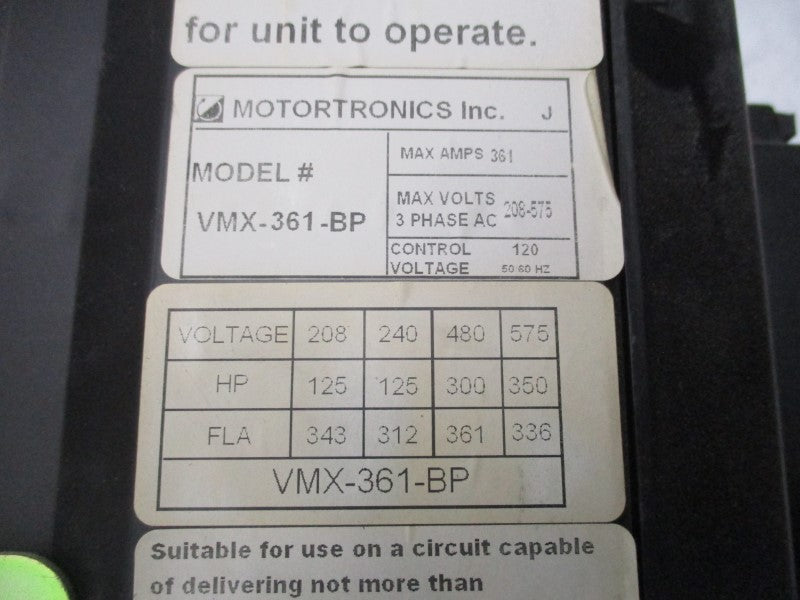 for unit to operate.
MOTORTRONICS Inc. J
MODEL #
VMX-361-BP
MAX AMPS 361
MAX VOLTS
3 PHASE AC 208-575
CONTROL 120
VOLTAGE 50 60 HZ
VOLTAGE 208 240 480 575
HP 125 125 300 350
FLA 343 312 361 336
VMX-361-BP
Suitable for use on a circuit capable
of delivering not more than